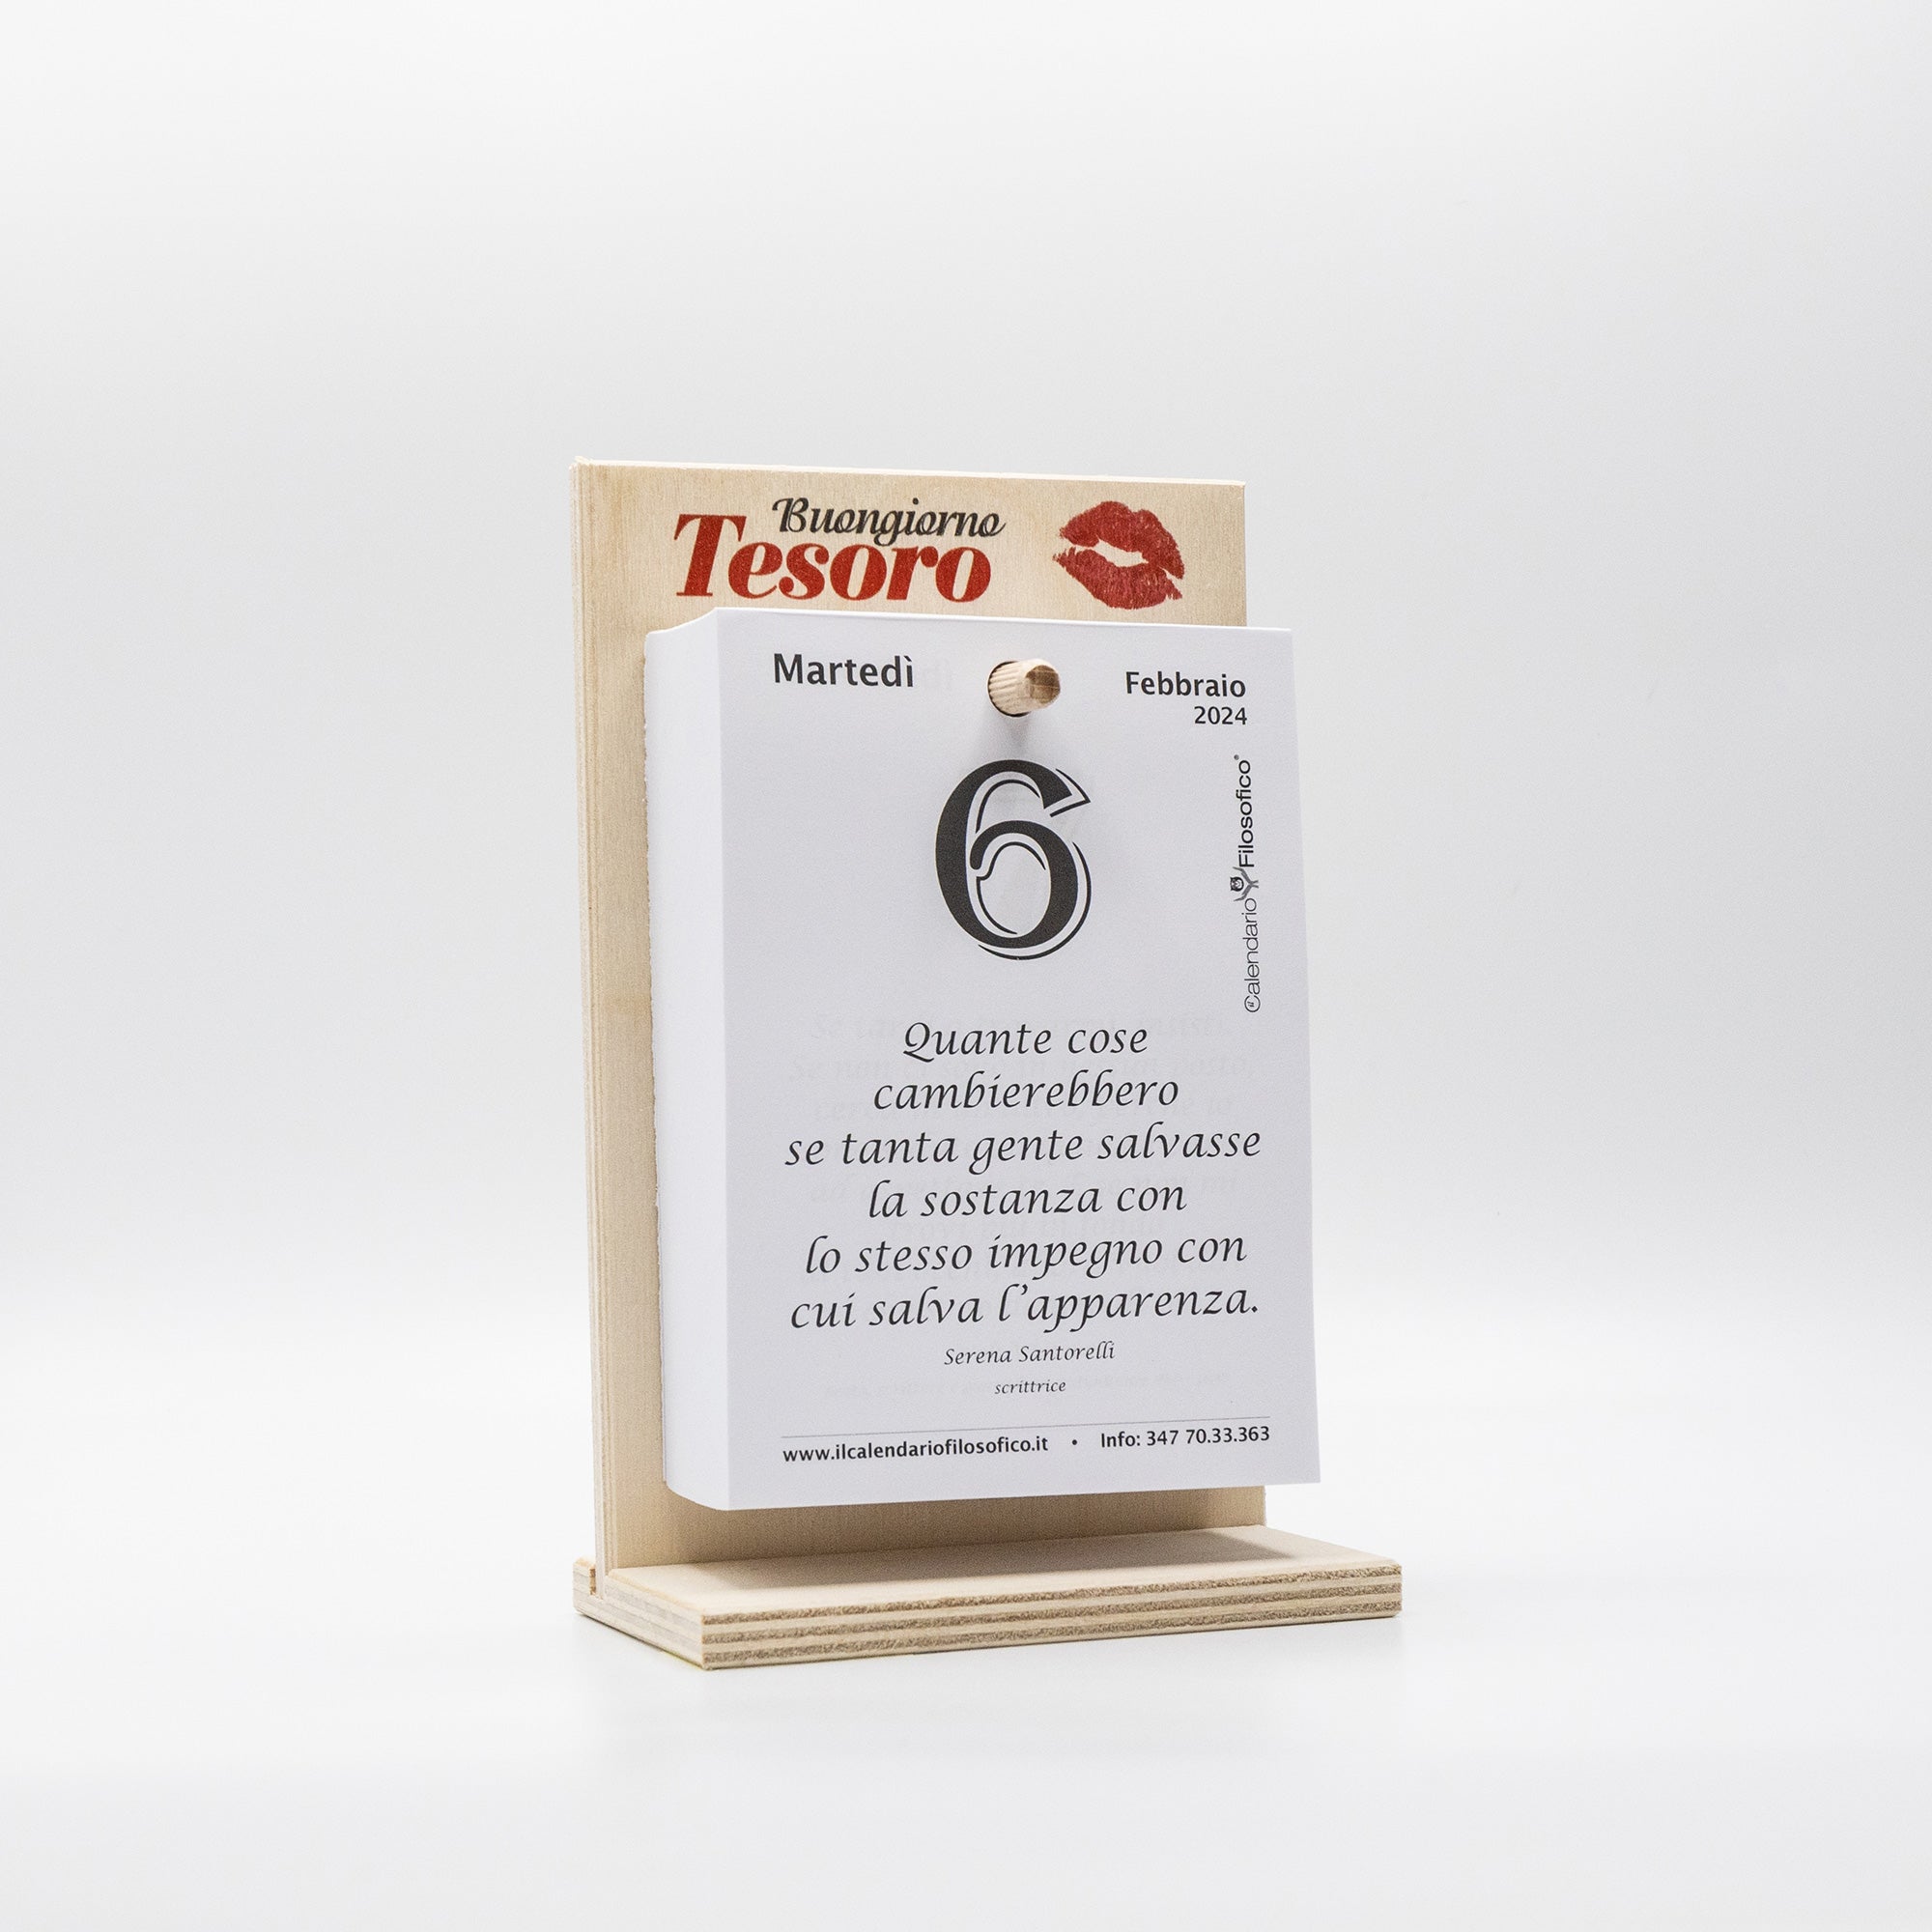 Buongiorno
Tesoro
Martedì
Febbraio
2024
6
il Calendario Filosofico®
Quante cose
cambierebbero
se tanta gente salvasse
la sostanza con
lo stesso impegno con
cui salva l'apparenza.
Serena Santorelli
scrittrice
www.ilcalendariofilosofico.it • Info: 347 70.33.363